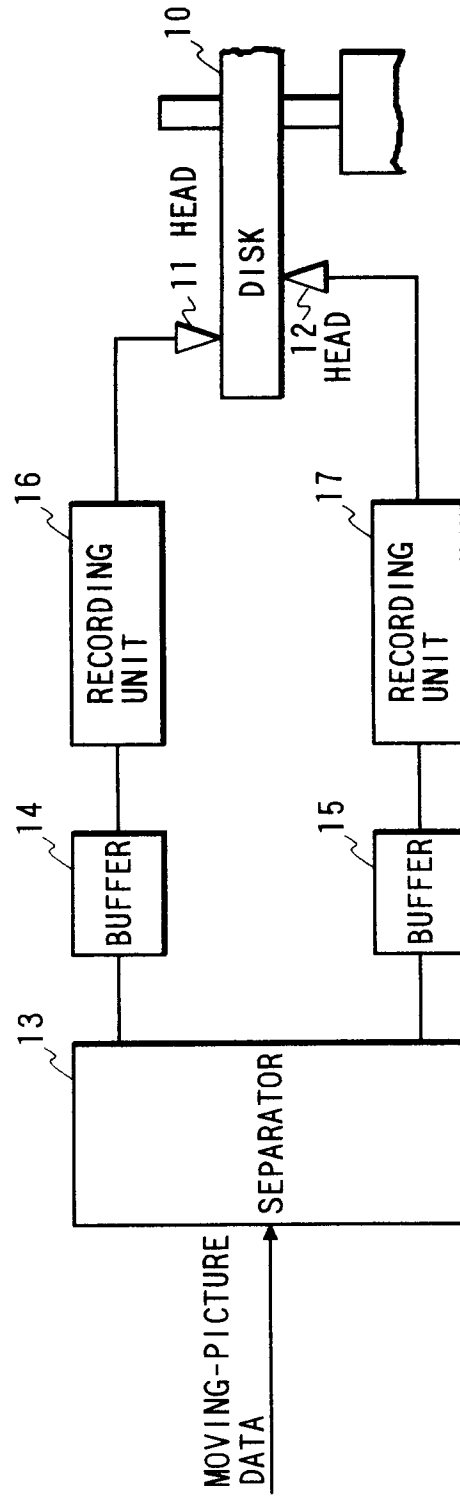 MOVING-PICTURE
DATA
13
SEPARATOR
14
BUFFER
15
BUFFER
16
RECORDING
UNIT
17
RECORDING
UNIT
11 HEAD
12
HEAD
10
DISK